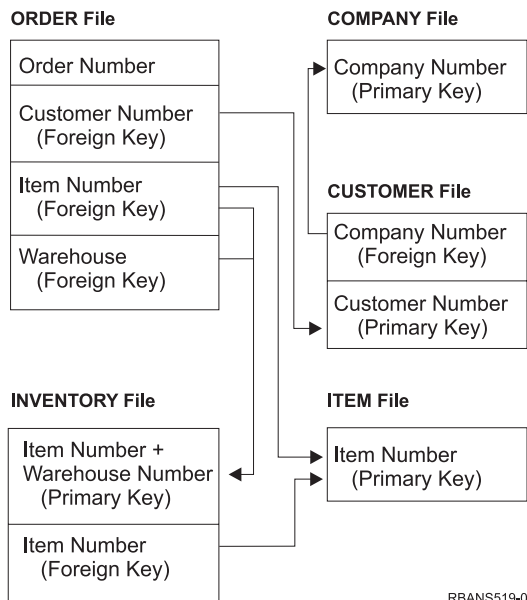 ORDER File
Order Number
Customer Number
(Foreign Key)
Item Number
(Foreign Key)
Warehouse
(Foreign Key)
COMPANY File
Company Number
(Primary Key)
CUSTOMER File
Company Number
(Foreign Key)
Customer Number
(Primary Key)
INVENTORY File
Item Number +
Warehouse Number
(Primary Key)
Item Number
(Foreign Key)
ITEM File
Item Number
(Primary Key)
RBANS519-0